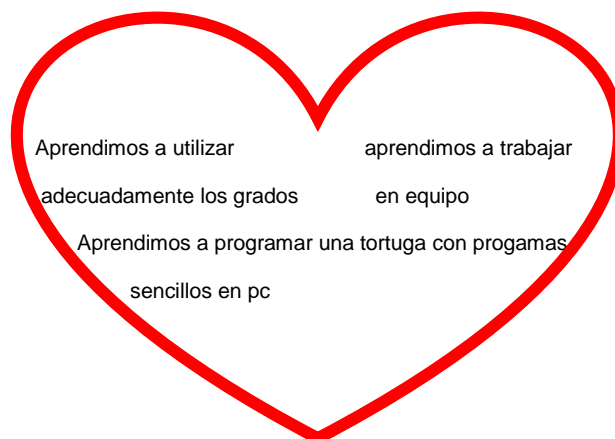 Aprendimos a utilizar aprendimos a trabajar
adecuadamente los grados en equipo
Aprendimos a programar una tortuga con progamas
sencillos en pc